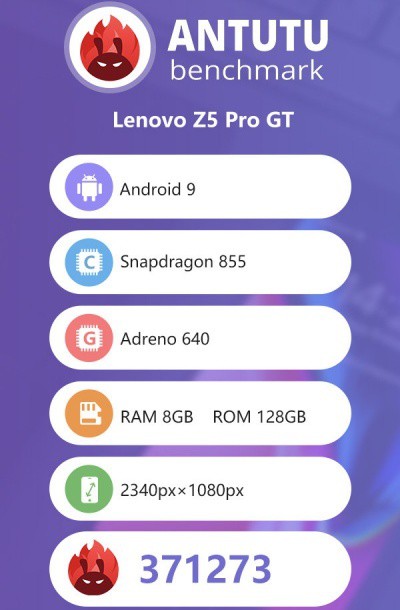 ANTUTU
benchmark
Lenovo Z5 Pro GT
Android 9
C Snapdragon 855
G Adreno 640
RAM 8GB ROM 128GB
2340px×1080px
371273